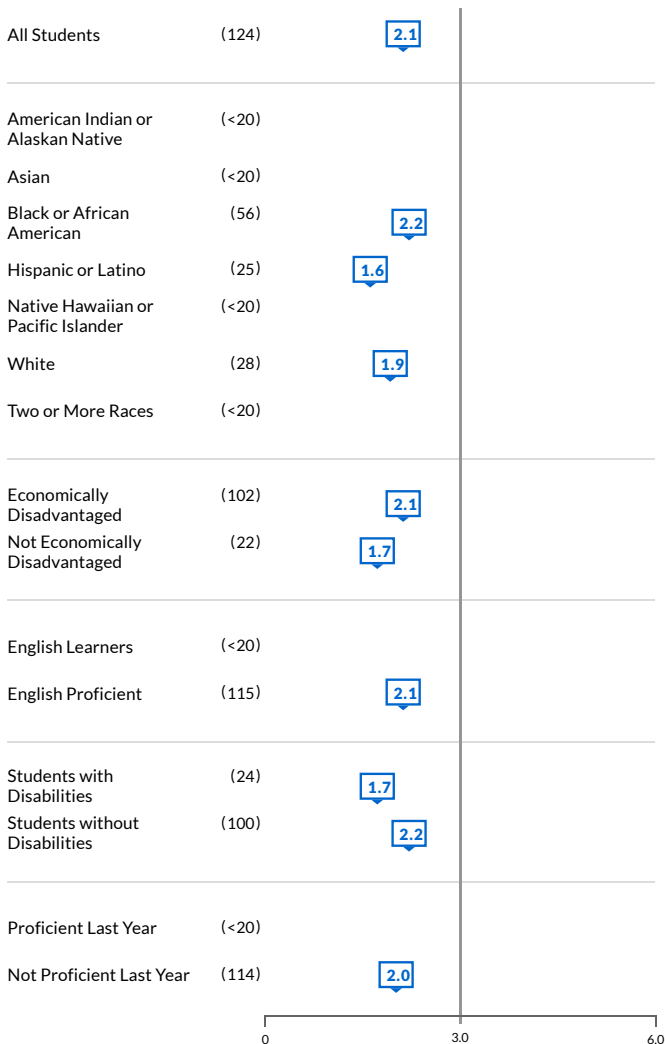 All Students (124) 2.1
American Indian or (<20)
Alaskan Native
Asian (<20)
Black or African (56) 2.2
American
Hispanic or Latino (25) 1.6
Native Hawaiian or (<20)
Pacific Islander
White (28) 1.9
Two or More Races (<20)
Economically (102) 2.1
Disadvantaged
Not Economically (22) 1.7
Disadvantaged
English Learners (<20)
English Proficient (115) 2.1
Students with (24) 1.7
Disabilities
Students without (100) 2.2
Disabilities
Proficient Last Year (<20)
Not Proficient Last Year (114) 2.0
0 3.0 6.0